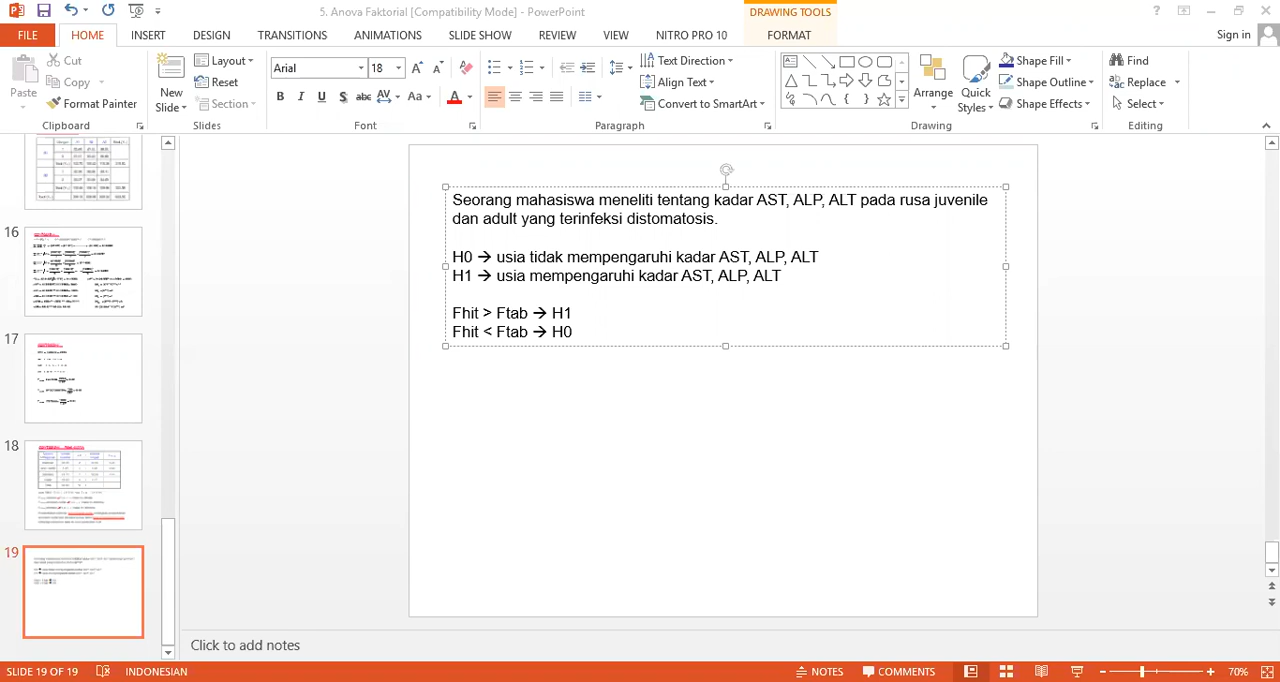 5. Anova Faktorial [Compatibility Mode] - PowerPoint
DRAWING TOOLS
FILE HOME INSERT DESIGN TRANSITIONS ANIMATIONS SLIDE SHOW REVIEW VIEW NITRO PRO 10 FORMAT Sign in
Paste
Cut
Copy
Format Painter
Clipboard
New
Slide
Layout
Reset
Section
Slides
Arial 18
B I U S abc AV Aa A
Font
Text Direction
Align Text
Convert to SmartArt
Paragraph
Arrange
Quick
Styles
Shape Fill
Shape Outline
Shape Effects
Drawing
Find
Replace
Select
Editing
16
17
18
19
Seorang mahasiswa meneliti tentang kadar AST, ALP, ALT pada rusa juvenile
dan adult yang terinfeksi distomatosis.
H0 → usia tidak mempengaruhi kadar AST, ALP, ALT
H1 → usia mempengaruhi kadar AST, ALP, ALT
Fhit > Ftab → H1
Fhit < Ftab → H0
Click to add notes
SLIDE 19 OF 19 INDONESIAN NOTES COMMENTS 70%